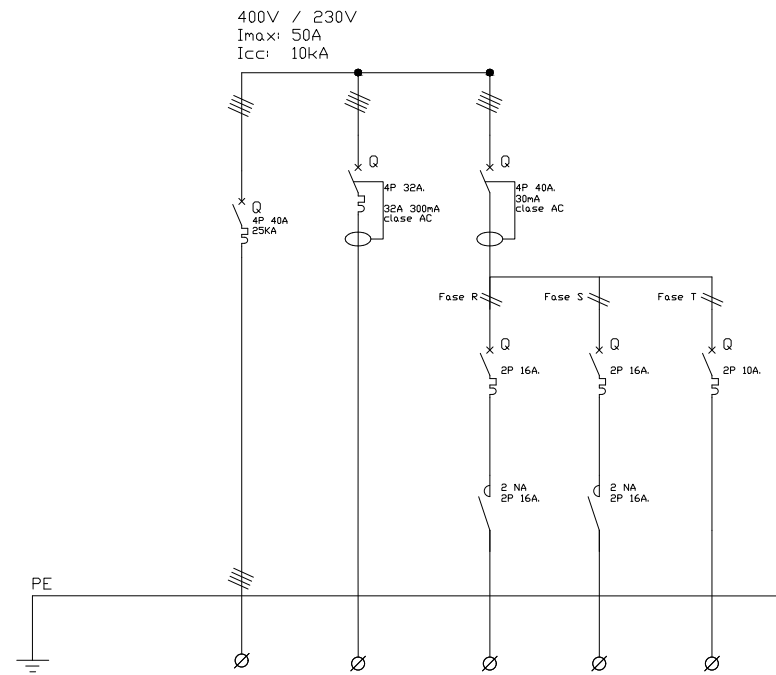 400V / 230V
Imax: 50A
Icc: 10kA
Q
4P 32A.
32A 300mA
clase AC
Q
4P 40A.
30mA
clase AC
Q
4P 40A
25KA
Fase R
Fase S
Fase T
Q
2P 16A.
Q
2P 16A.
Q
2P 10A.
2 NA
2P 16A.
2 NA
2P 16A.
PE